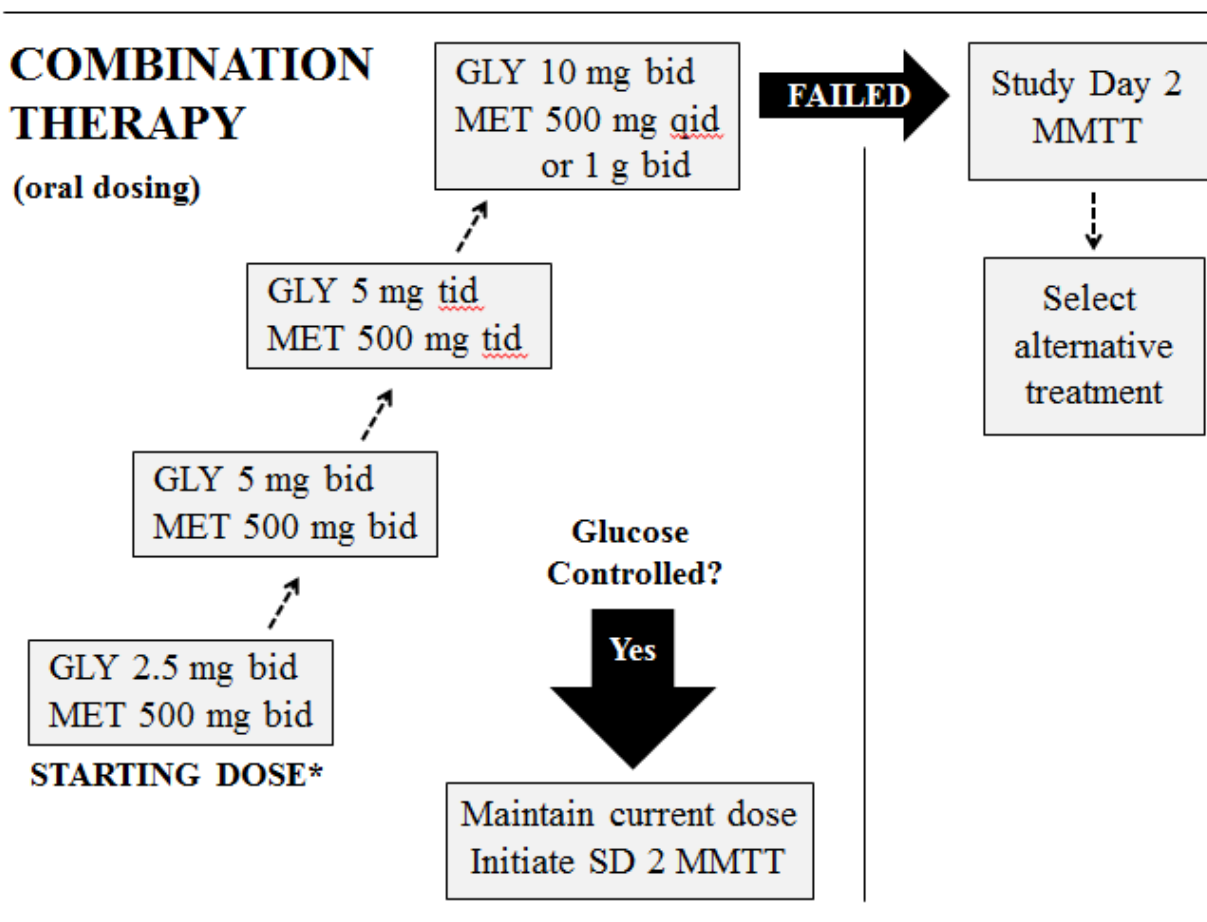 COMBINATION
THERAPY
(oral dosing)
GLY 10 mg bid
MET 500 mg qid
or 1 g bid
FAILED
Study Day 2
MMTT
GLY 5 mg tid
MET 500 mg tid
Select
alternative
treatment
GLY 5 mg bid
MET 500 mg bid
Glucose
Controlled?
Yes
GLY 2.5 mg bid
MET 500 mg bid
STARTING DOSE*
Maintain current dose
Initiate SD 2 MMTT